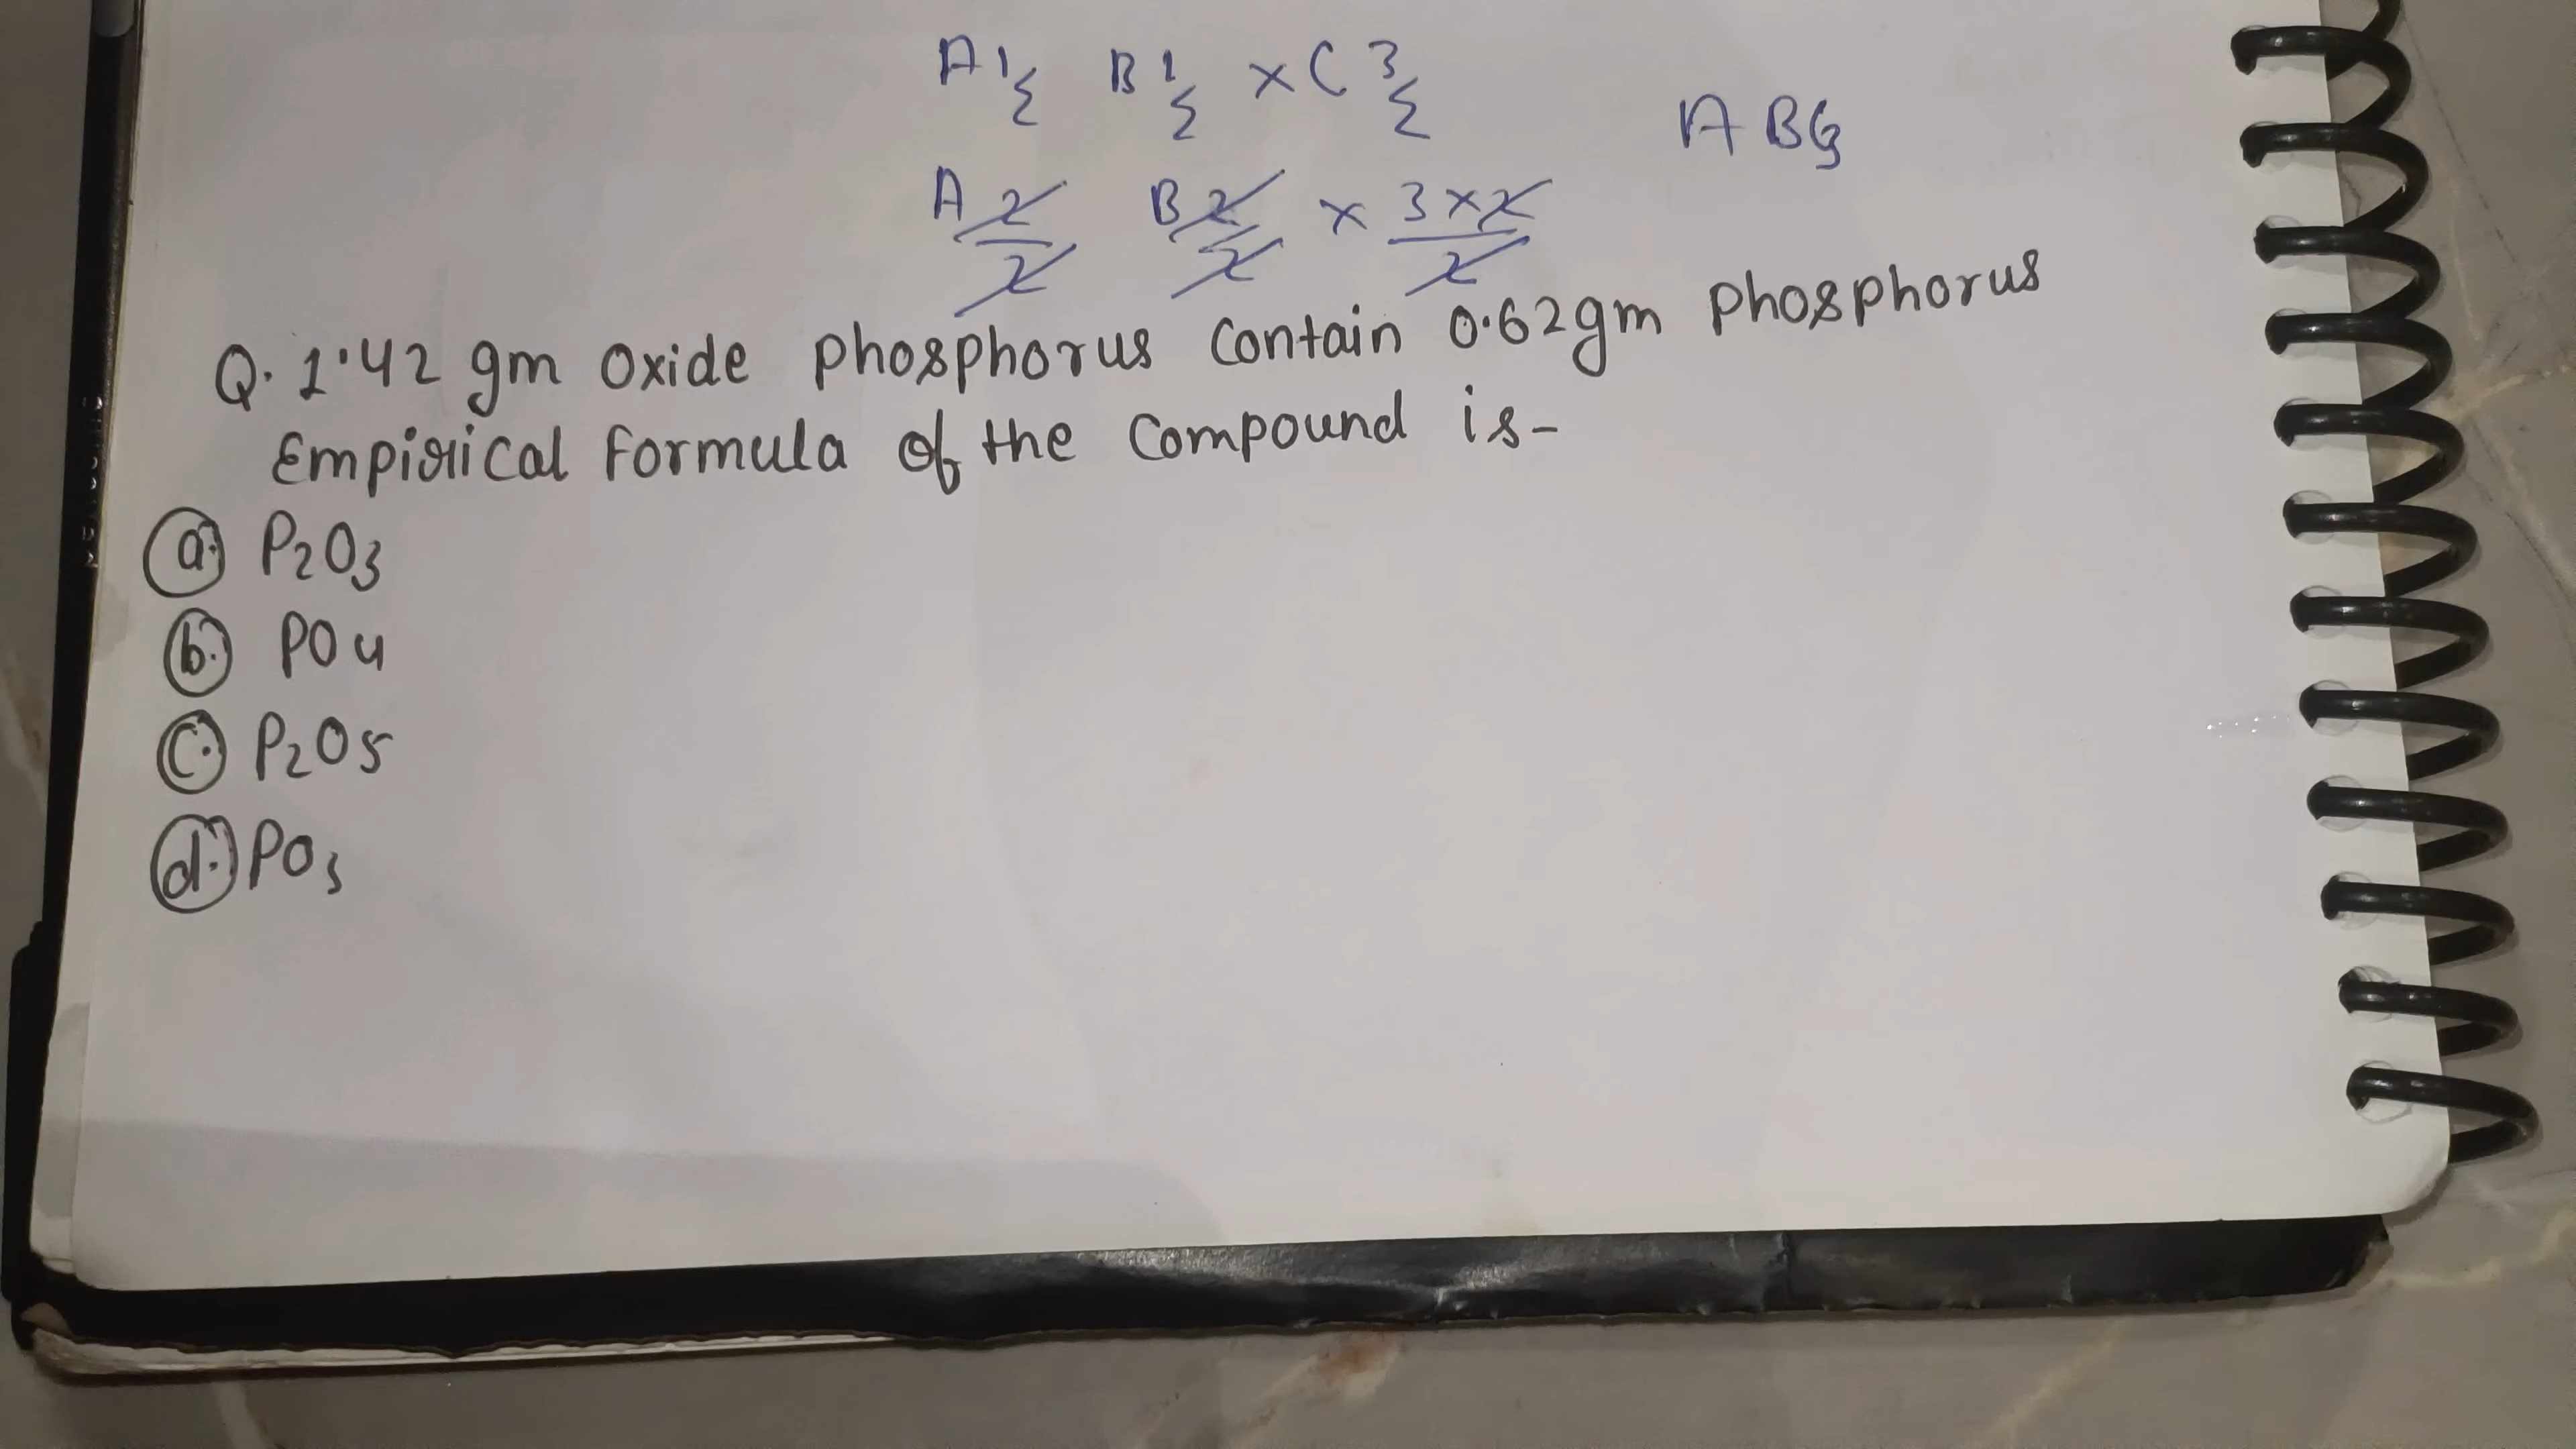 A 1/2 B 1/2 × C 3/2
A BC3
A 2/2 B 2/2 × 3×2/2
Q. 1.42 gm Oxide phosphorus Contain 0.62gm phosphorus
Empirical Formula of the Compound is-
a. P2O3
b. PO4
c. P2O5
d. PO3